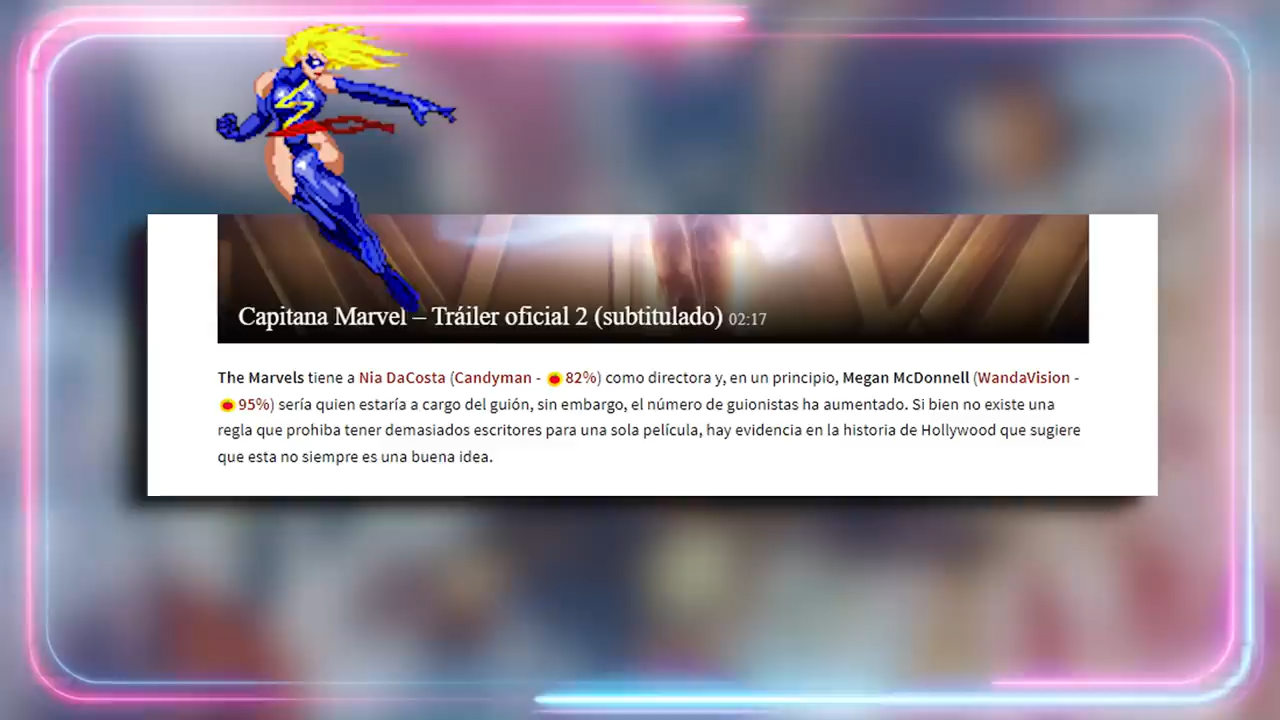 Capitana Marvel – Tráiler oficial 2 (subtitulado) 02:17
The Marvels tiene a Nia DaCosta (Candyman - 82%) como directora y, en un principio, Megan McDonnell (WandaVision -
95%) sería quien estaría a cargo del guión, sin embargo, el número de guionistas ha aumentado. Si bien no existe una
regla que prohiba tener demasiados escritores para una sola película, hay evidencia en la historia de Hollywood que sugiere
que esta no siempre es una buena idea.